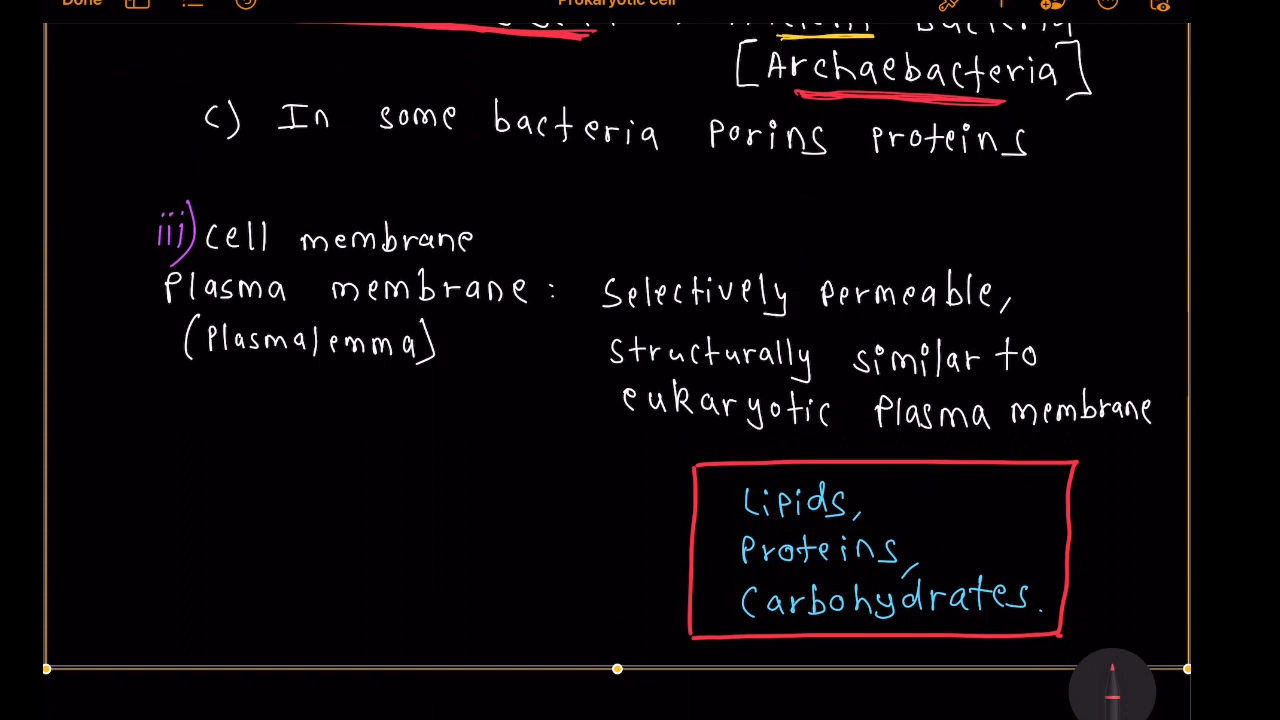 Done
Prokaryotic cell
[Archaebacteria]
c) In some bacteria porins proteins
iii) cell membrane
Plasma membrane : Selectively permeable,
(Plasmalemma)
structurally similar to
eukaryotic plasma membrane
Lipids,
Proteins,
Carbohydrates.